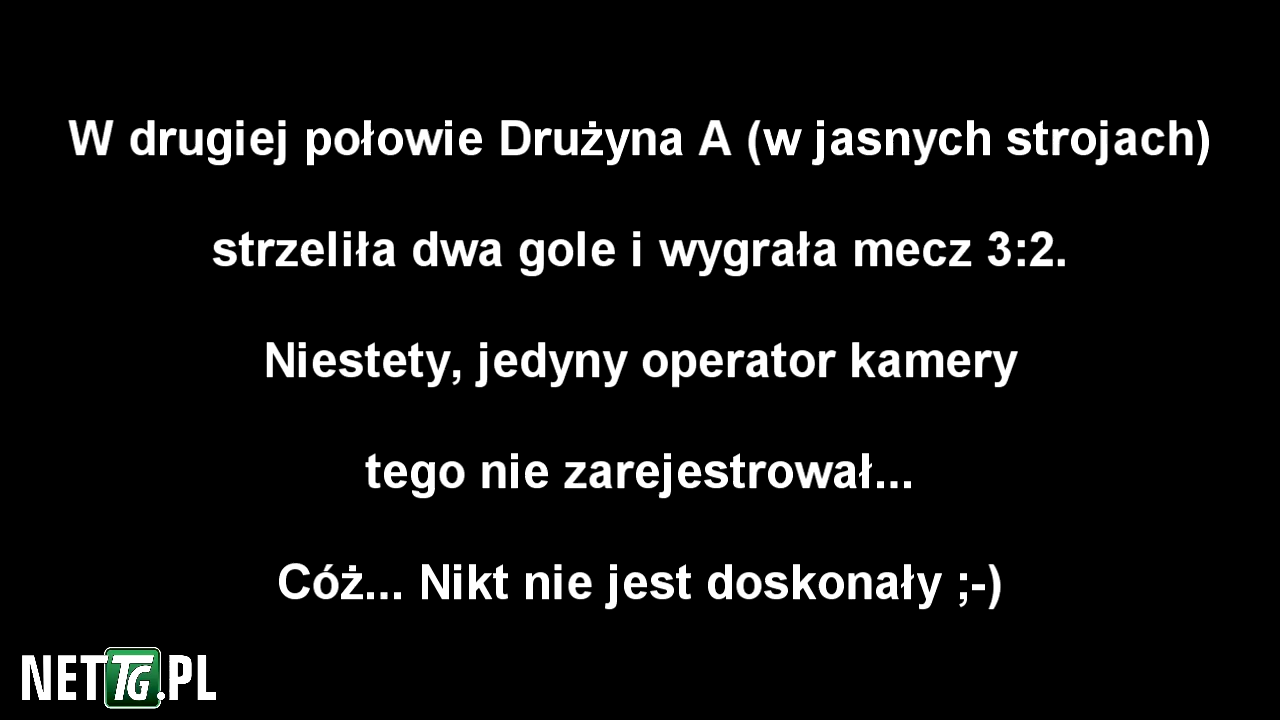 W drugiej połowie Drużyna A (w jasnych strojach)
strzeliła dwa gole i wygrała mecz 3:2.
Niestety, jedyny operator kamery
tego nie zarejestrował...
Cóż... Nikt nie jest doskonały ;-)
NETTG.PL